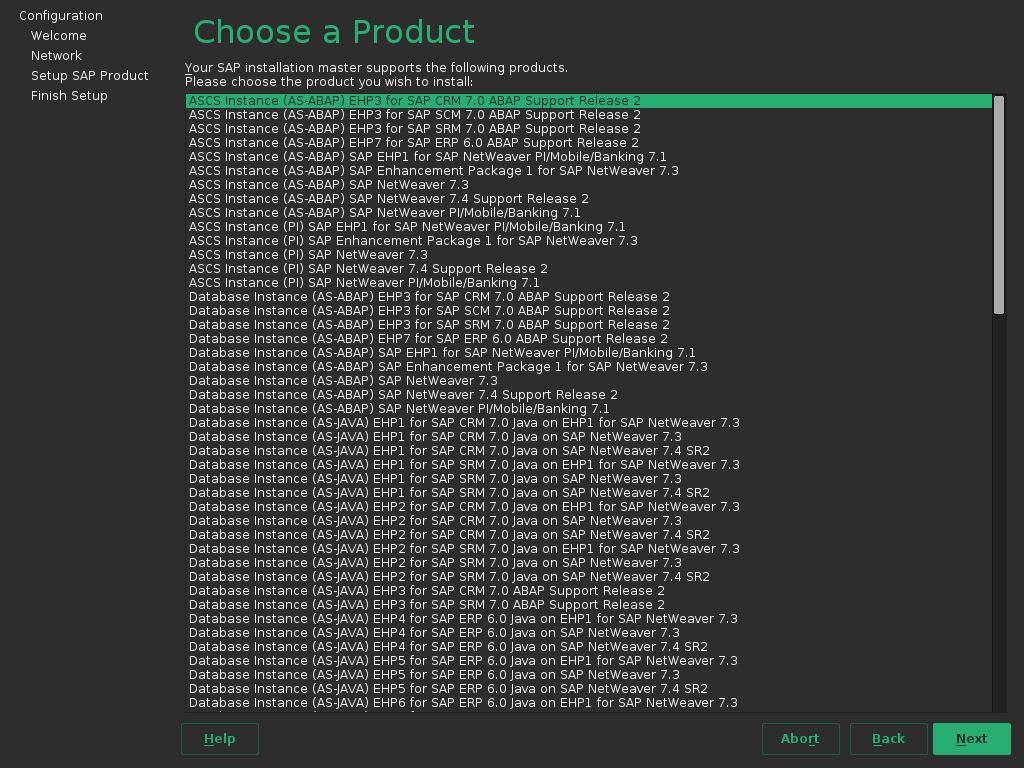 Configuration
Welcome
Network
Setup SAP Product
Finish Setup
Choose a Product
Your SAP installation master supports the following products.
Please choose the product you wish to install:
ASCS Instance (AS-ABAP) EHP3 for SAP CRM 7.0 ABAP Support Release 2
ASCS Instance (AS-ABAP) EHP3 for SAP SCM 7.0 ABAP Support Release 2
ASCS Instance (AS-ABAP) EHP3 for SAP SRM 7.0 ABAP Support Release 2
ASCS Instance (AS-ABAP) EHP7 for SAP ERP 6.0 ABAP Support Release 2
ASCS Instance (AS-ABAP) SAP EHP1 for SAP NetWeaver PI/Mobile/Banking 7.1
ASCS Instance (AS-ABAP) SAP Enhancement Package 1 for SAP NetWeaver 7.3
ASCS Instance (AS-ABAP) SAP NetWeaver 7.3
ASCS Instance (AS-ABAP) SAP NetWeaver 7.4 Support Release 2
ASCS Instance (AS-ABAP) SAP NetWeaver PI/Mobile/Banking 7.1
ASCS Instance (PI) SAP EHP1 for SAP NetWeaver PI/Mobile/Banking 7.1
ASCS Instance (PI) SAP Enhancement Package 1 for SAP NetWeaver 7.3
ASCS Instance (PI) SAP NetWeaver 7.3
ASCS Instance (PI) SAP NetWeaver 7.4 Support Release 2
ASCS Instance (PI) SAP NetWeaver PI/Mobile/Banking 7.1
Database Instance (AS-ABAP) EHP3 for SAP CRM 7.0 ABAP Support Release 2
Database Instance (AS-ABAP) EHP3 for SAP SCM 7.0 ABAP Support Release 2
Database Instance (AS-ABAP) EHP3 for SAP SRM 7.0 ABAP Support Release 2
Database Instance (AS-ABAP) EHP7 for SAP ERP 6.0 ABAP Support Release 2
Database Instance (AS-ABAP) SAP EHP1 for SAP NetWeaver PI/Mobile/Banking 7.1
Database Instance (AS-ABAP) SAP Enhancement Package 1 for SAP NetWeaver 7.3
Database Instance (AS-ABAP) SAP NetWeaver 7.3
Database Instance (AS-ABAP) SAP NetWeaver 7.4 Support Release 2
Database Instance (AS-ABAP) SAP NetWeaver PI/Mobile/Banking 7.1
Database Instance (AS-JAVA) EHP1 for SAP CRM 7.0 Java on EHP1 for SAP NetWeaver 7.3
Database Instance (AS-JAVA) EHP1 for SAP CRM 7.0 Java on SAP NetWeaver 7.3
Database Instance (AS-JAVA) EHP1 for SAP CRM 7.0 Java on SAP NetWeaver 7.4 SR2
Database Instance (AS-JAVA) EHP1 for SAP SRM 7.0 Java on EHP1 for SAP NetWeaver 7.3
Database Instance (AS-JAVA) EHP1 for SAP SRM 7.0 Java on SAP NetWeaver 7.3
Database Instance (AS-JAVA) EHP1 for SAP SRM 7.0 Java on SAP NetWeaver 7.4 SR2
Database Instance (AS-JAVA) EHP2 for SAP CRM 7.0 Java on EHP1 for SAP NetWeaver 7.3
Database Instance (AS-JAVA) EHP2 for SAP CRM 7.0 Java on SAP NetWeaver 7.3
Database Instance (AS-JAVA) EHP2 for SAP CRM 7.0 Java on SAP NetWeaver 7.4 SR2
Database Instance (AS-JAVA) EHP2 for SAP SRM 7.0 Java on EHP1 for SAP NetWeaver 7.3
Database Instance (AS-JAVA) EHP2 for SAP SRM 7.0 Java on SAP NetWeaver 7.3
Database Instance (AS-JAVA) EHP2 for SAP SRM 7.0 Java on SAP NetWeaver 7.4 SR2
Database Instance (AS-JAVA) EHP3 for SAP CRM 7.0 ABAP Support Release 2
Database Instance (AS-JAVA) EHP3 for SAP SRM 7.0 ABAP Support Release 2
Database Instance (AS-JAVA) EHP4 for SAP ERP 6.0 Java on EHP1 for SAP NetWeaver 7.3
Database Instance (AS-JAVA) EHP4 for SAP ERP 6.0 Java on SAP NetWeaver 7.3
Database Instance (AS-JAVA) EHP4 for SAP ERP 6.0 Java on SAP NetWeaver 7.4 SR2
Database Instance (AS-JAVA) EHP5 for SAP ERP 6.0 Java on EHP1 for SAP NetWeaver 7.3
Database Instance (AS-JAVA) EHP5 for SAP ERP 6.0 Java on SAP NetWeaver 7.3
Database Instance (AS-JAVA) EHP5 for SAP ERP 6.0 Java on SAP NetWeaver 7.4 SR2
Database Instance (AS-JAVA) EHP6 for SAP ERP 6.0 Java on EHP1 for SAP NetWeaver 7.3
Help
Abort
Back
Next